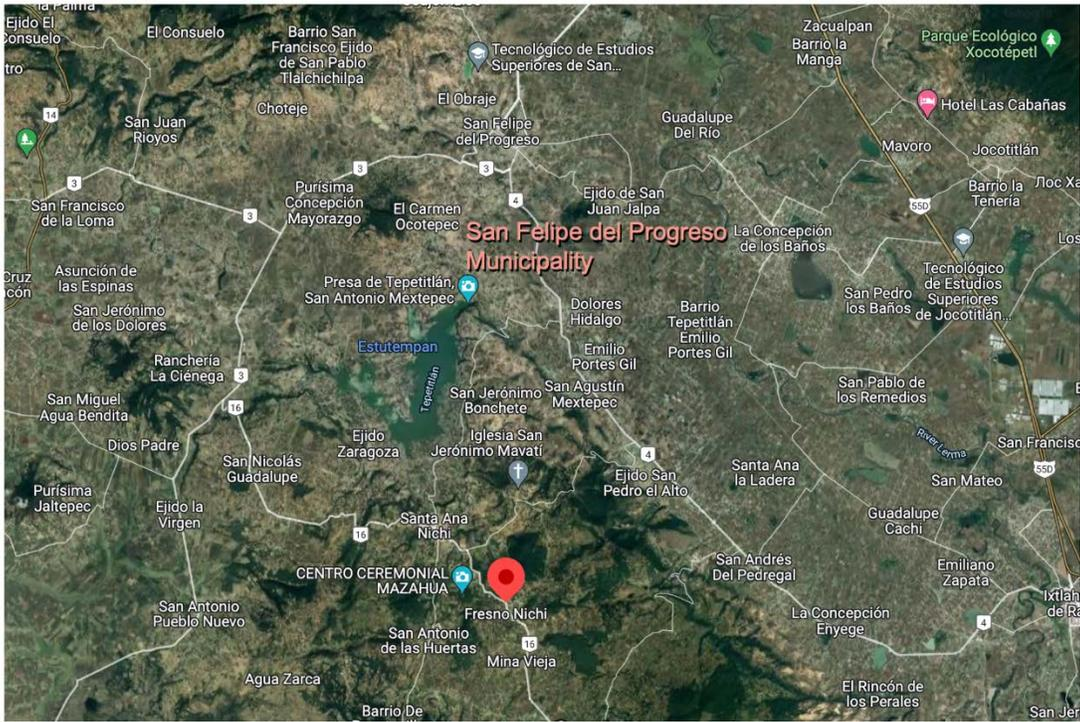 la Palma
Ejido El
Consuelo
El Consuelo
Barrio San
Francisco Ejido
de San Pablo
Tlalchichilpa
Tecnológico de Estudios
Superiores de San...
Zacualpan
Barrio la
Manga
Parque Ecológico
Xocotépetl
tro
Choteje
El Obraje
Hotel Las Cabañas
14
San Juan
Rioyos
San Felipe
del Progreso
Guadalupe
Del Río
Mavoro
Jocotitlán
3
3
3
San Francisco
de la Loma
3
Purísima
Concepción
Mayorazgo
El Carmen
Ocotepec
4
Ejido de San
Juan Jalpa
Barrio la
Tenería
Лос Ха
55D
San Felipe del Progreso
Municipality
La Concepción
de los Baños
Los
Cruz
cón
Asunción de
las Espinas
Presa de Tepetitlán,
San Antonio Mextepec
Tecnológico
de Estudios
Superiores
de Jocotitlán...
San Jerónimo
de los Dolores
Dolores
Hidalgo
Barrio
Tepetitlán
Emilio
Portes Gil
San Pedro
los Baños
Estutempan
Emilio
Portes Gil
Ranchería
La Ciénega
3
Tepetitlán
San Jerónimo
Bonchete
San Agustín
Mextepec
San Pablo de
los Remedios
San Miguel
Agua Bendita
16
Dios Padre
Ejido
Zaragoza
Iglesia San
Jerónimo Mavatí
River Lerma
San Francisc
4
55D
San Nicolás
Guadalupe
Ejido San
Pedro el Alto
Santa Ana
la Ladera
San Mateo
Purísima
Jaltepec
Ejido la
Virgen
Santa Ana
Nichi
Guadalupe
Cachi
16
CENTRO CEREMONIAL
MAZAHUA
San Andrés
Del Pedregal
Emiliano
Zapata
Fresno Nichi
San Antonio
Pueblo Nuevo
La Concepción
Enyege
4
Ixtlah
de Ra
San Antonio
de las Huertas
16
Mina Vieja
Agua Zarca
El Rincón de
los Perales
Barrio De
San Jer